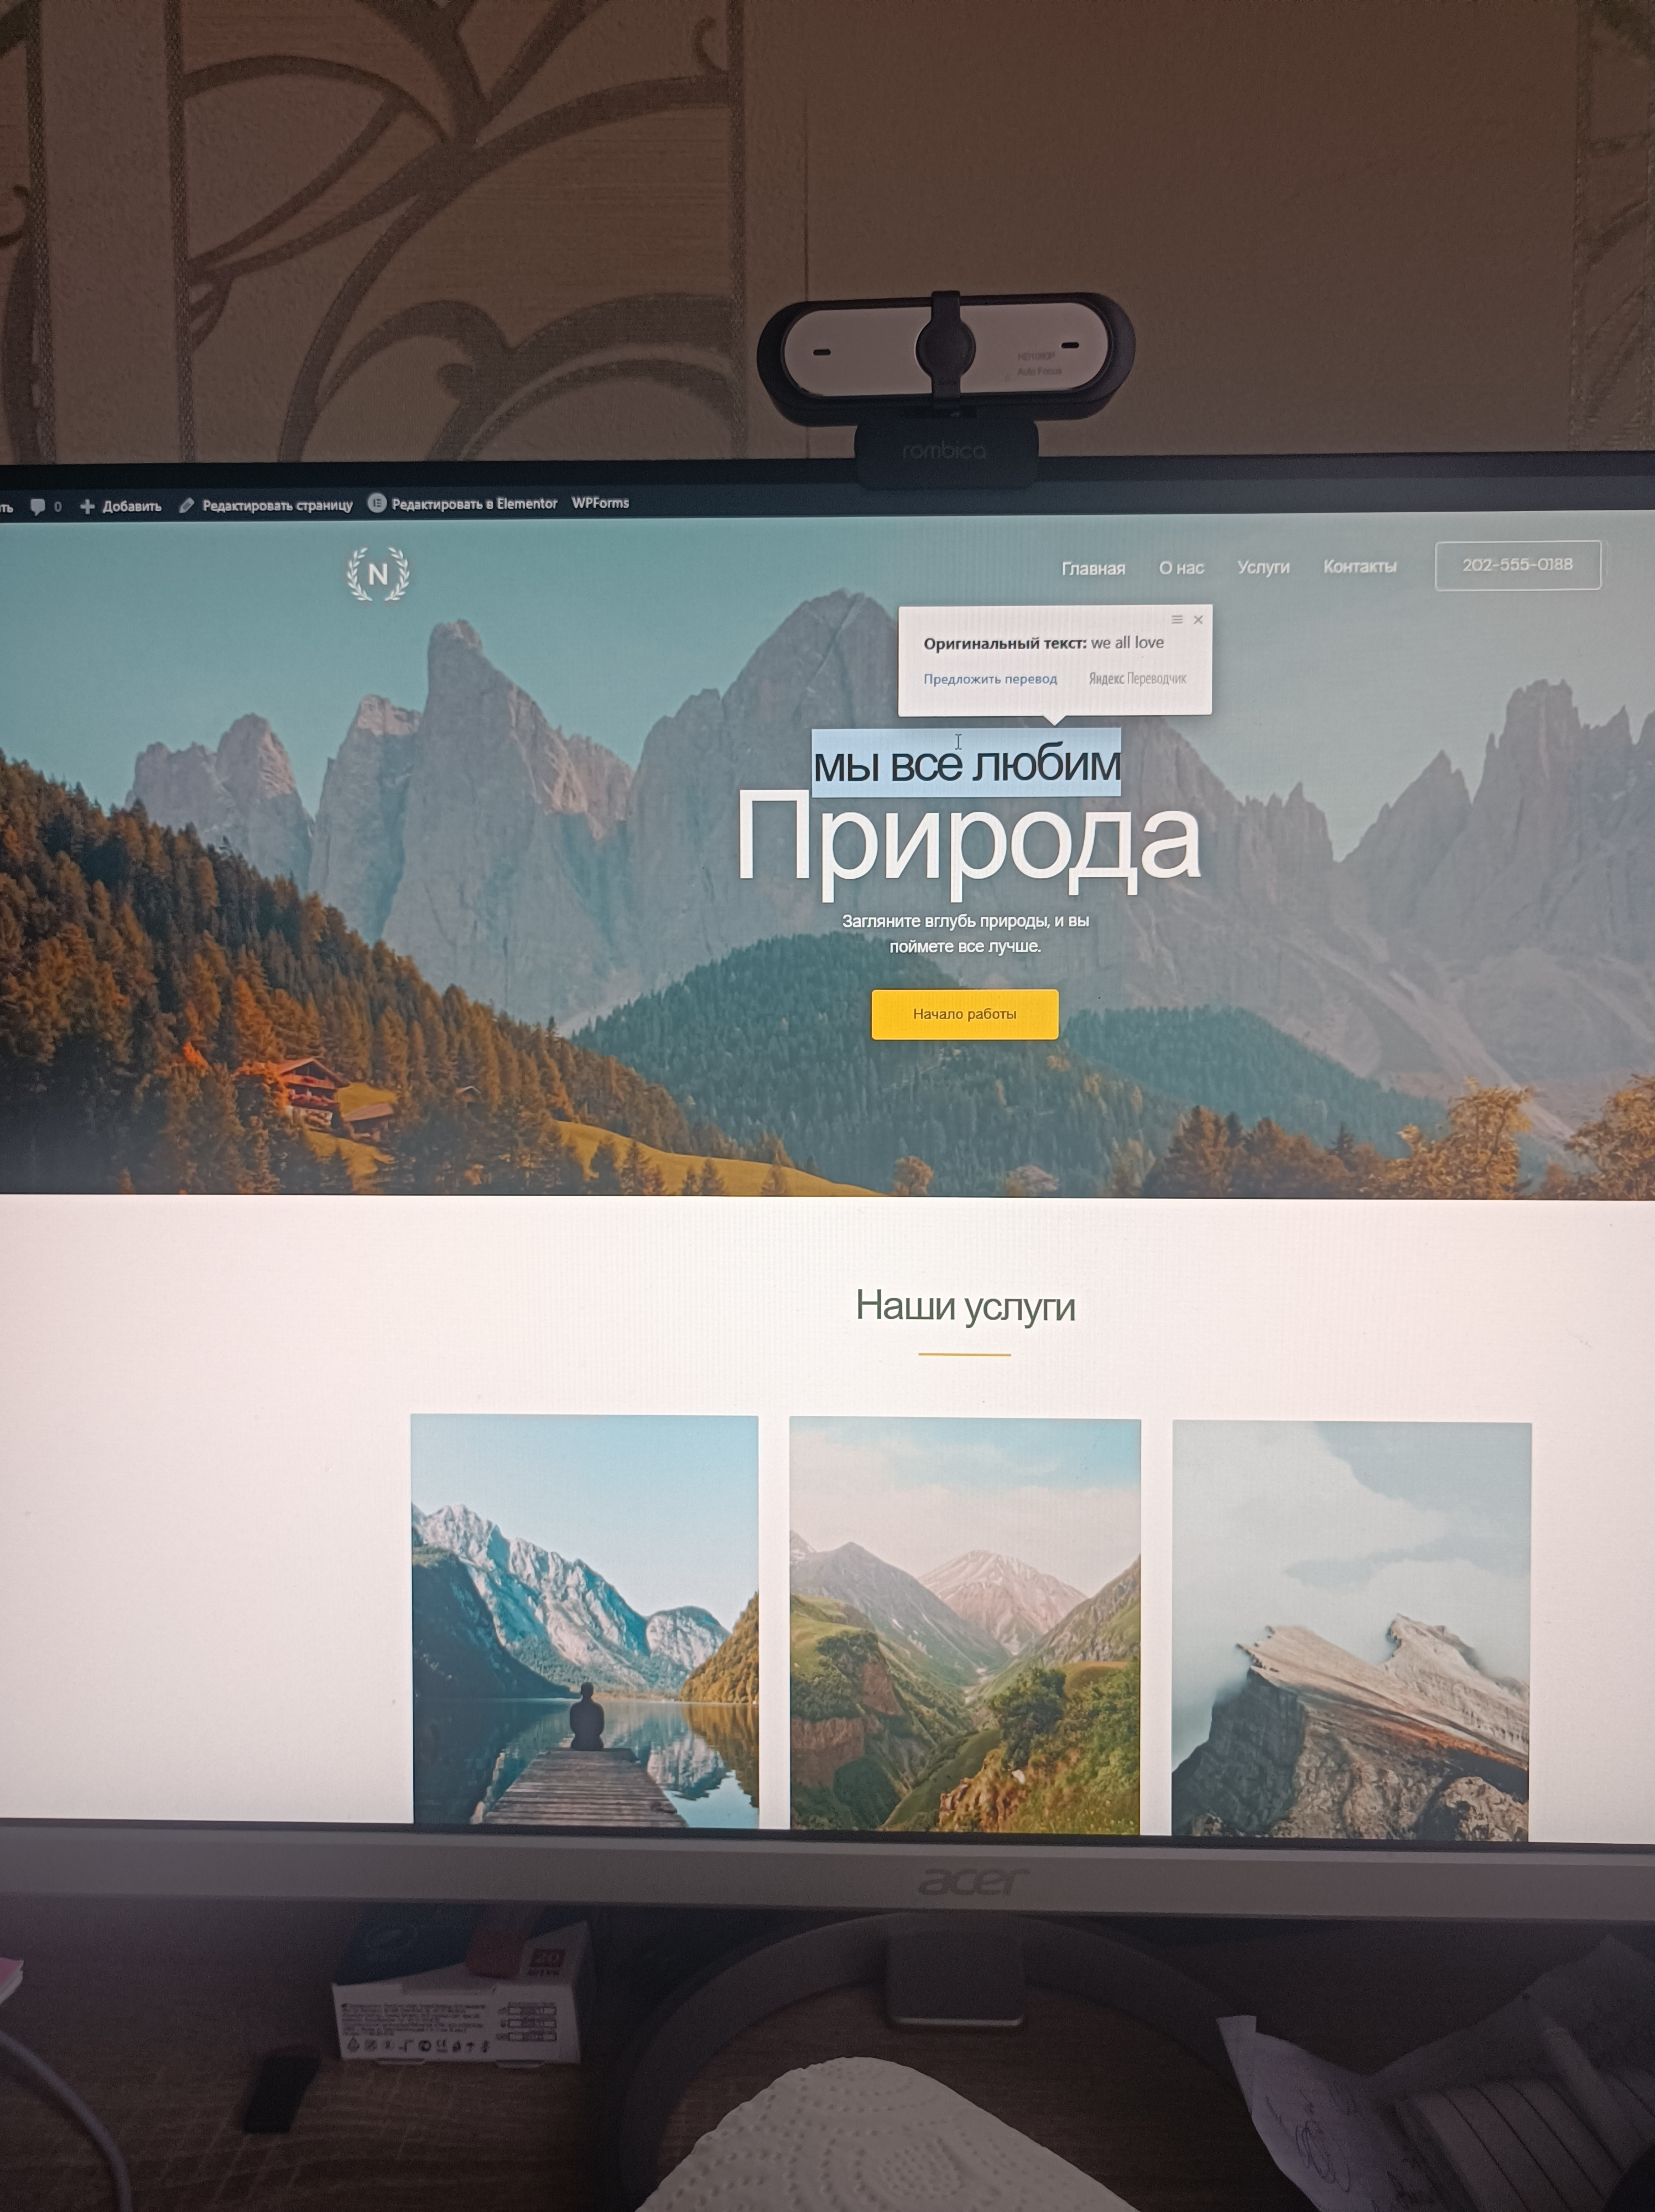 HD1080P
Auto Focus
rombica
ть 0 Добавить Редактировать страницу Редактировать в Elementor WPForms
N Главная О нас Услуги Контакты 202-555-0188
Оригинальный текст: we all love
Предложить перевод Яндекс Переводчик
мы все любим
Природа
Загляните вглубь природы, и вы
поймете все лучше.
Начало работы
Наши услуги
acer
20